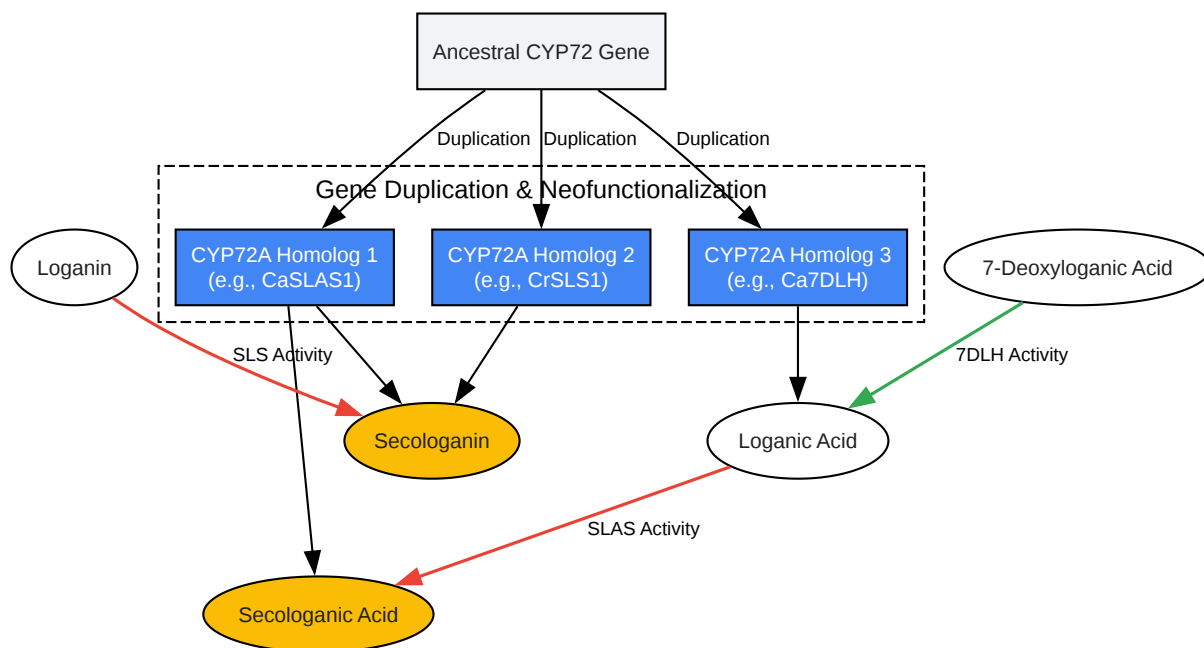 Ancestral CYP72 Gene
Duplication
Duplication
Duplication
Gene Duplication & Neofunctionalization
CYP72A Homolog 1
(e.g., CaSLAS1)
CYP72A Homolog 2
(e.g., CrSLS1)
CYP72A Homolog 3
(e.g., Ca7DLH)
Loganin
7-Deoxyloganic Acid
SLS Activity
7DLH Activity
Secologanin
Loganic Acid
SLAS Activity
Secologanic Acid